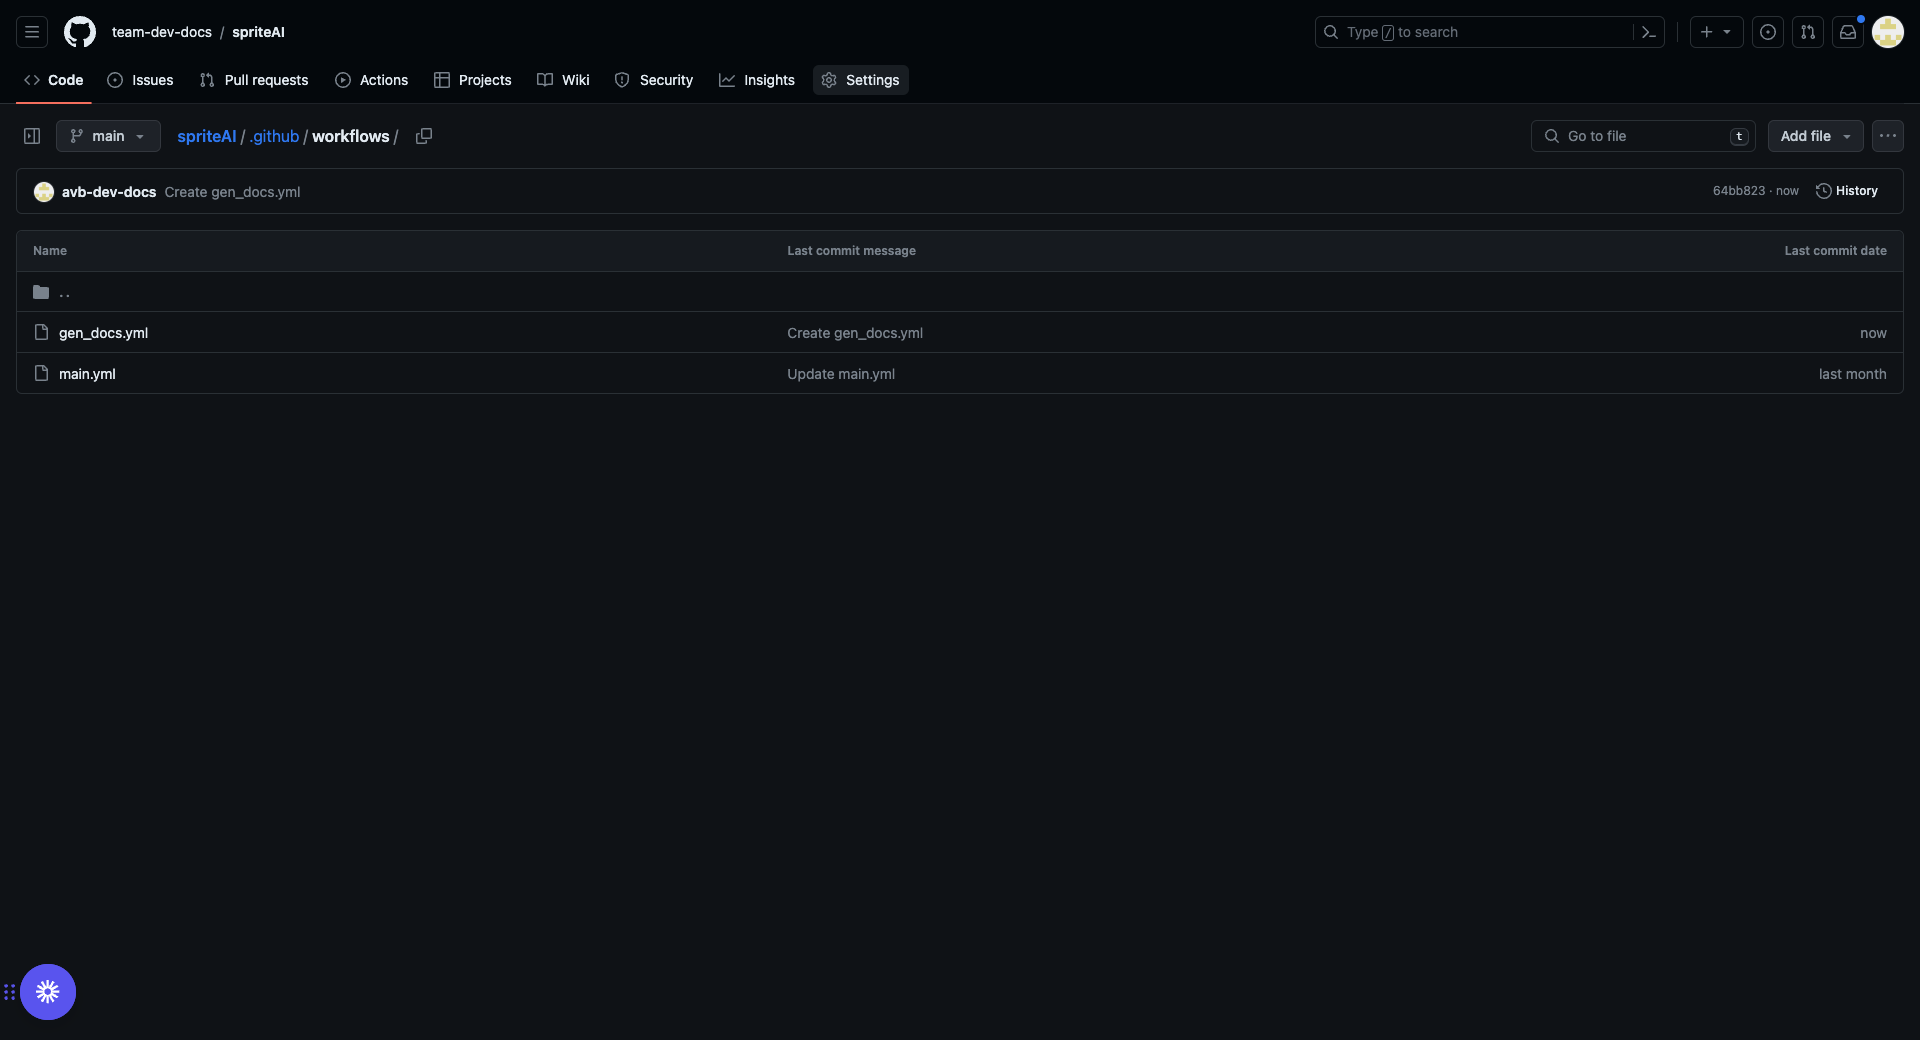 team-dev-docs / spriteAI
Type / to search
Code Issues Pull requests Actions Projects Wiki Security Insights Settings
main spriteAI / .github / workflows /
Go to file t Add file
avb-dev-docs Create gen_docs.yml 64bb823 · now History
Name Last commit message Last commit date
..
gen_docs.yml Create gen_docs.yml now
main.yml Update main.yml last month